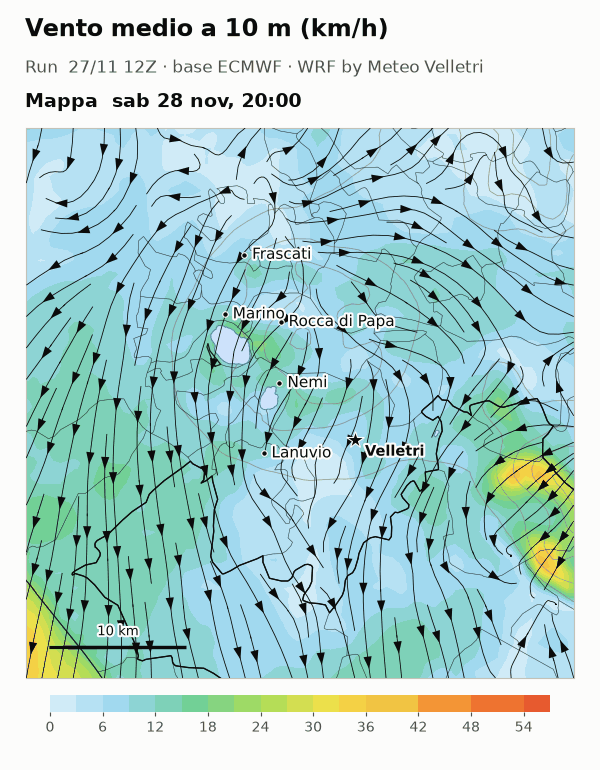 Vento medio a 10 m (km/h)
Run  27/11 12Z · base ECMWF · WRF by Meteo Velletri
Mappa  sab 28 nov, 20:00
Frascati
Marino
Rocca di Papa
Nemi
Velletri
Lanuvio
10 km
0 6 12 18 24 30 36 42 48 54